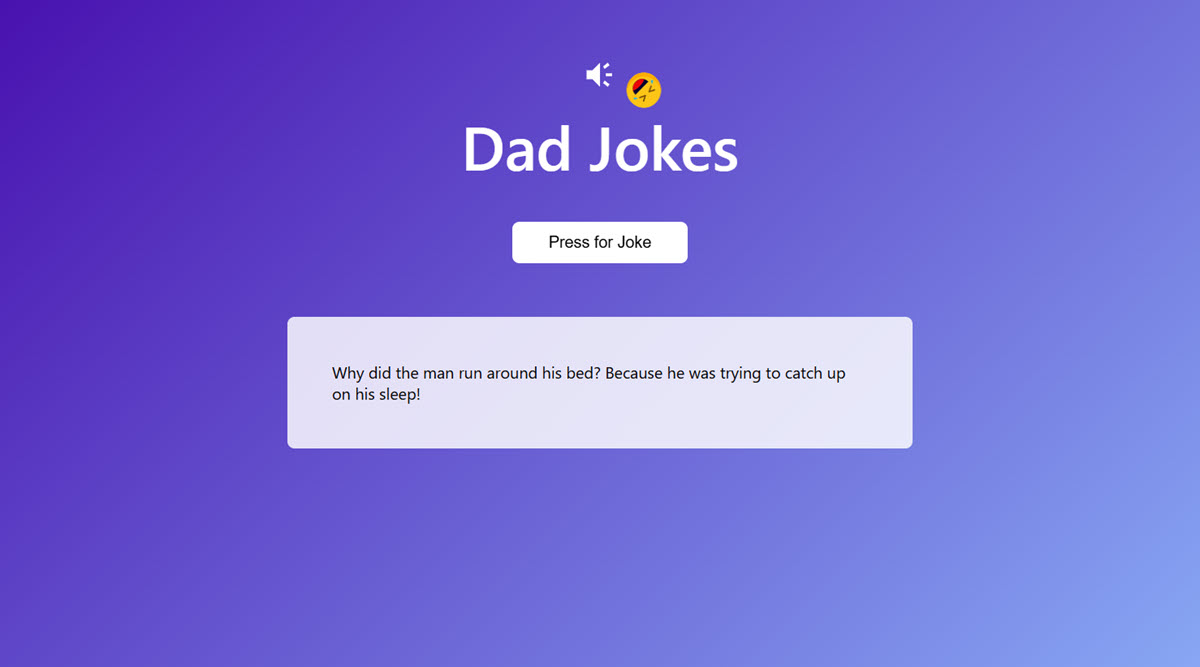 Dad Jokes
Press for Joke
Why did the man run around his bed? Because he was trying to catch up
on his sleep!